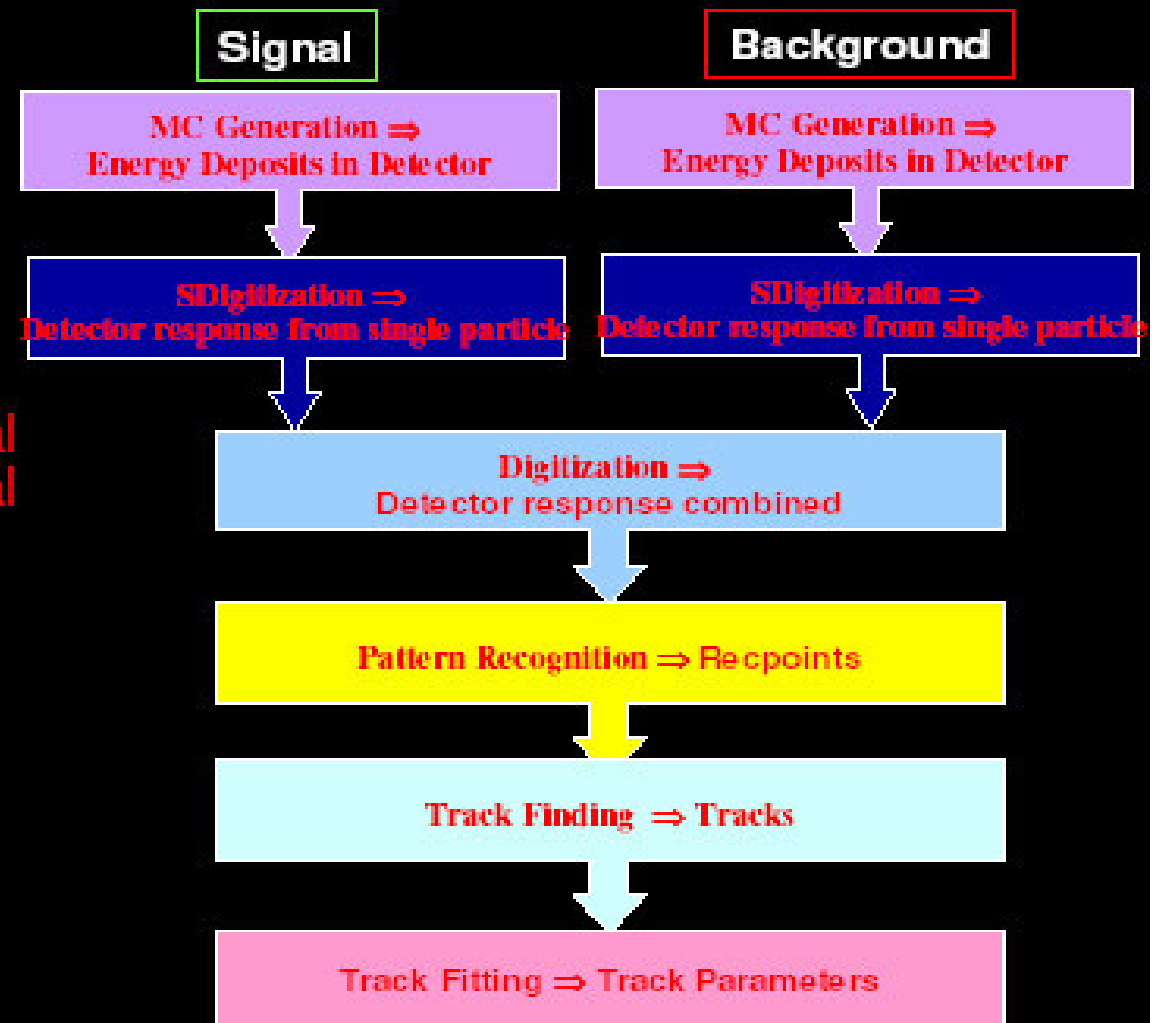 Signal
Background
MC Generation ⇒
Energy Deposits in Detector
MC Generation ⇒
Energy Deposits in Detector
SDigitization ⇒
Detector response from single particle
SDigitization ⇒
Detector response from single particle
Digitization ⇒
Detector response combined
Pattern Recognition ⇒ Recpoints
Track Finding ⇒ Tracks
Track Fitting ⇒ Track Parameters